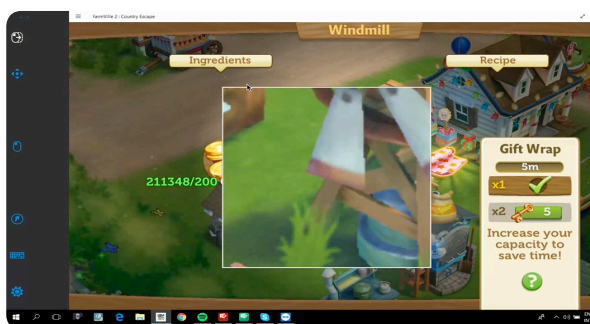 FarmVille 2 : Country Escape
Windmill
Ingredients
Recipe
211348/200
Gift Wrap
5m
x1
x2 5
Increase your
capacity to
save time!
?
EN